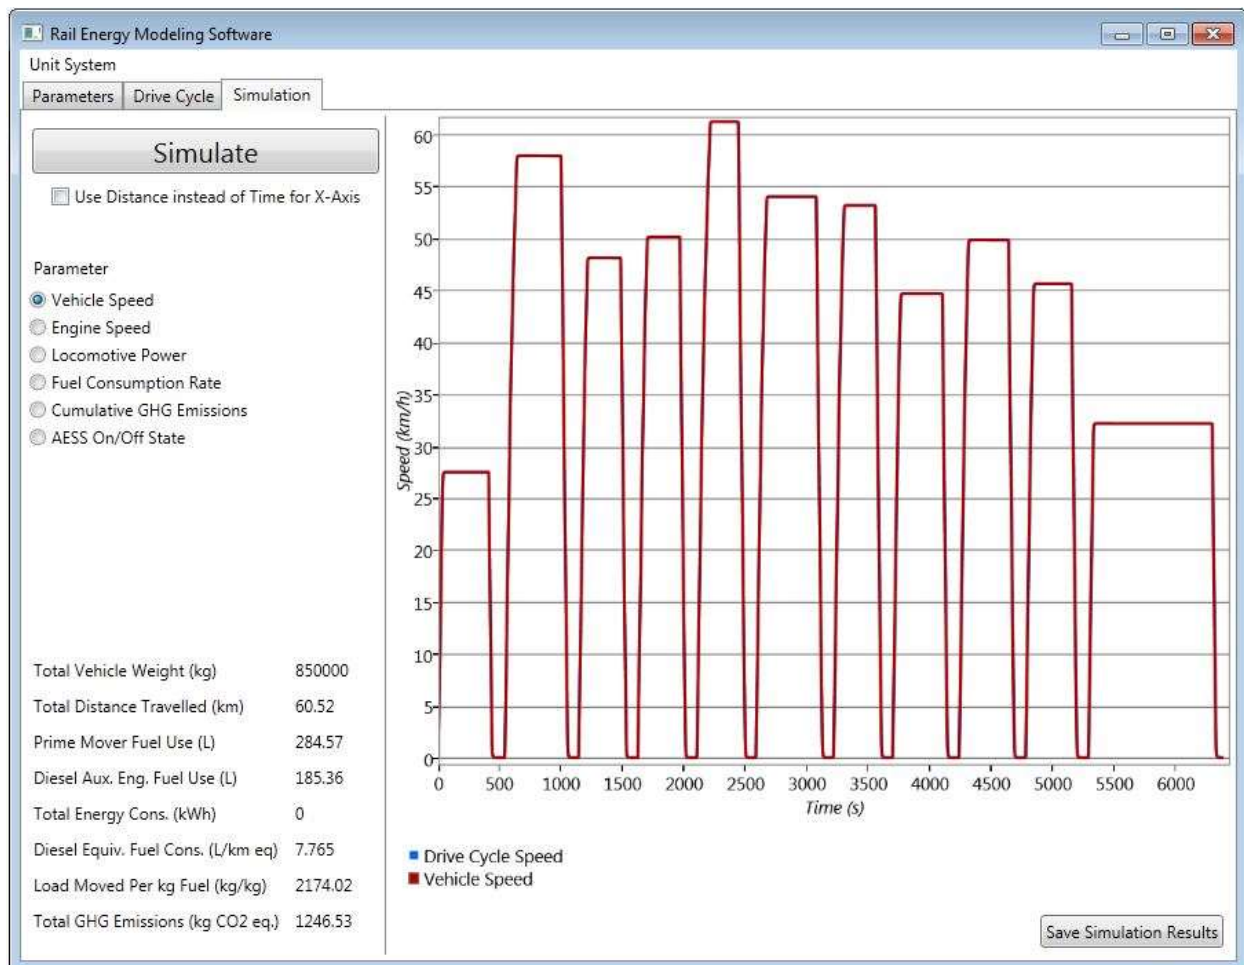 Rail Energy Modeling Software
Unit System
Parameters Drive Cycle Simulation
Simulate
Use Distance instead of Time for X-Axis
Parameter
Vehicle Speed
Engine Speed
Locomotive Power
Fuel Consumption Rate
Cumulative GHG Emissions
AESS On/Off State
Total Vehicle Weight (kg) 850000
Total Distance Travelled (km) 60.52
Prime Mover Fuel Use (L) 284.57
Diesel Aux. Eng. Fuel Use (L) 185.36
Total Energy Cons. (kWh) 0
Diesel Equiv. Fuel Cons. (L/km eq) 7.765
Load Moved Per kg Fuel (kg/kg) 2174.02
Total GHG Emissions (kg CO2 eq.) 1246.53
60
55
50
45
40
35
30
25
20
15
10
5
0
Speed (km/h)
0 500 1000 1500 2000 2500 3000 3500 4000 4500 5000 5500 6000
Time (s)
Drive Cycle Speed
Vehicle Speed
Save Simulation Results